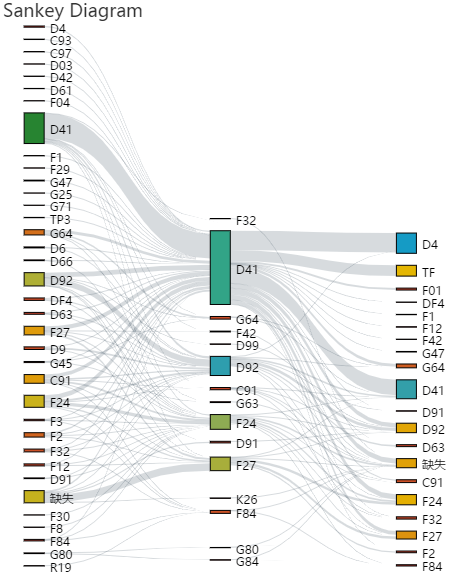 Sankey Diagram
D4
C93
C97
D03
D42
D61
F04
D41
F1
F29
G47
G25
G71
TP3
G64
D6
D66
D92
DF4
D63
F27
D9
G45
C91
F24
F3
F2
F32
F12
D91
缺失
F30
F8
F84
G80
R19
F32
D41
G64
F42
D99
D92
C91
G63
F24
D91
F27
K26
F84
G80
G84
D4
TF
F01
DF4
F1
F12
F42
G47
G64
D41
D91
D92
D63
缺失
C91
F24
F32
F27
F2
F84